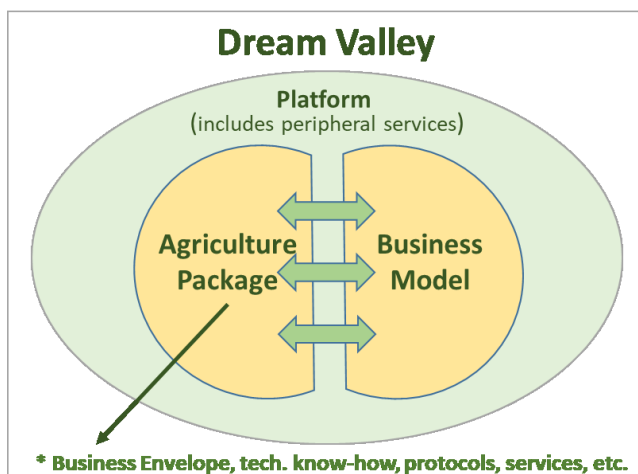 Dream Valley
Platform
(includes peripheral services)
Agriculture
Package
Business
Model
* Business Envelope, tech. know-how, protocols, services, etc.